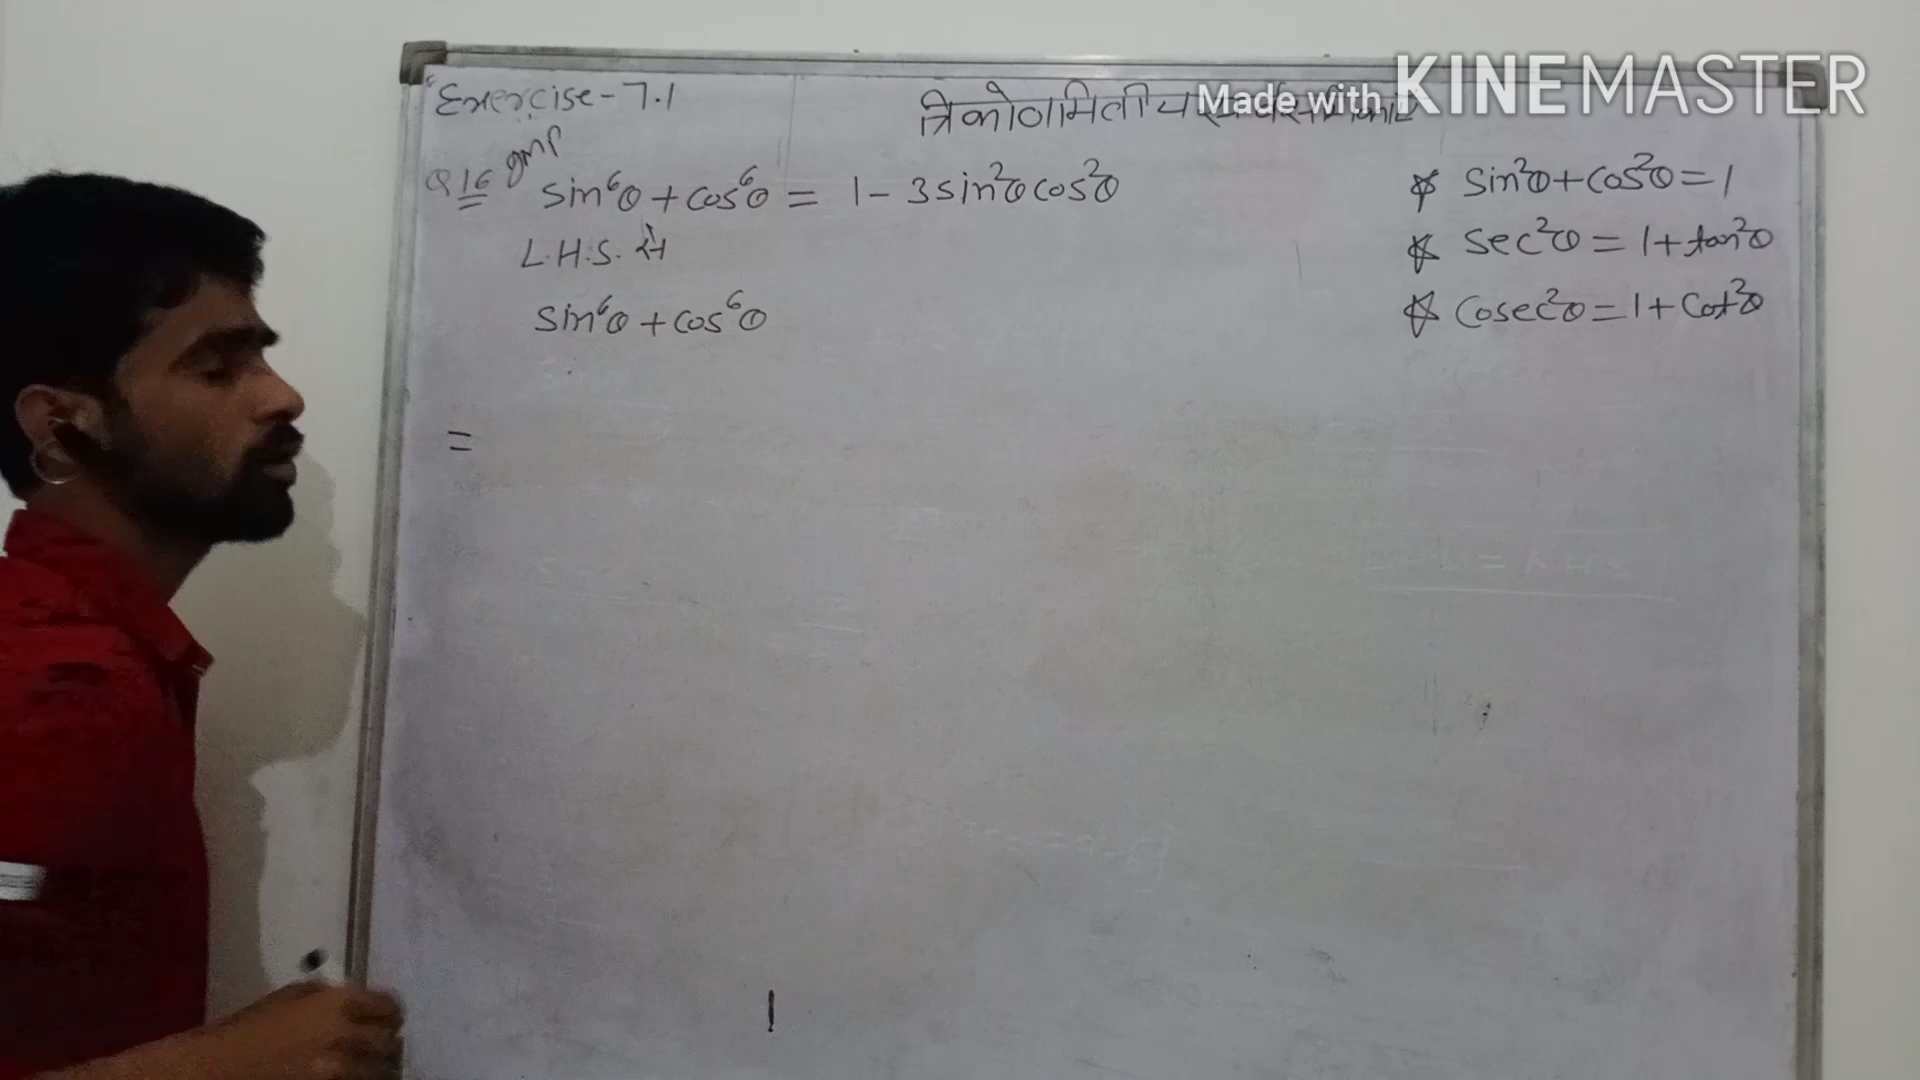 Exercise-7.1
त्रिकोणमितीय
Made with KINEMASTER
Q16 Imp sin⁶θ + cos⁶θ = 1 - 3sin²θcos²θ
L.H.S. से
sin⁶θ + cos⁶θ
=
☆ sin²θ + cos²θ = 1
☆ sec²θ = 1 + tan²θ
☆ cosec²θ = 1 + cot²θ